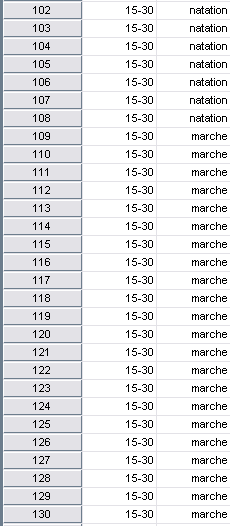 102 15-30 natation
103 15-30 natation
104 15-30 natation
105 15-30 natation
106 15-30 natation
107 15-30 natation
108 15-30 natation
109 15-30 marche
110 15-30 marche
111 15-30 marche
112 15-30 marche
113 15-30 marche
114 15-30 marche
115 15-30 marche
116 15-30 marche
117 15-30 marche
118 15-30 marche
119 15-30 marche
120 15-30 marche
121 15-30 marche
122 15-30 marche
123 15-30 marche
124 15-30 marche
125 15-30 marche
126 15-30 marche
127 15-30 marche
128 15-30 marche
129 15-30 marche
130 15-30 marche